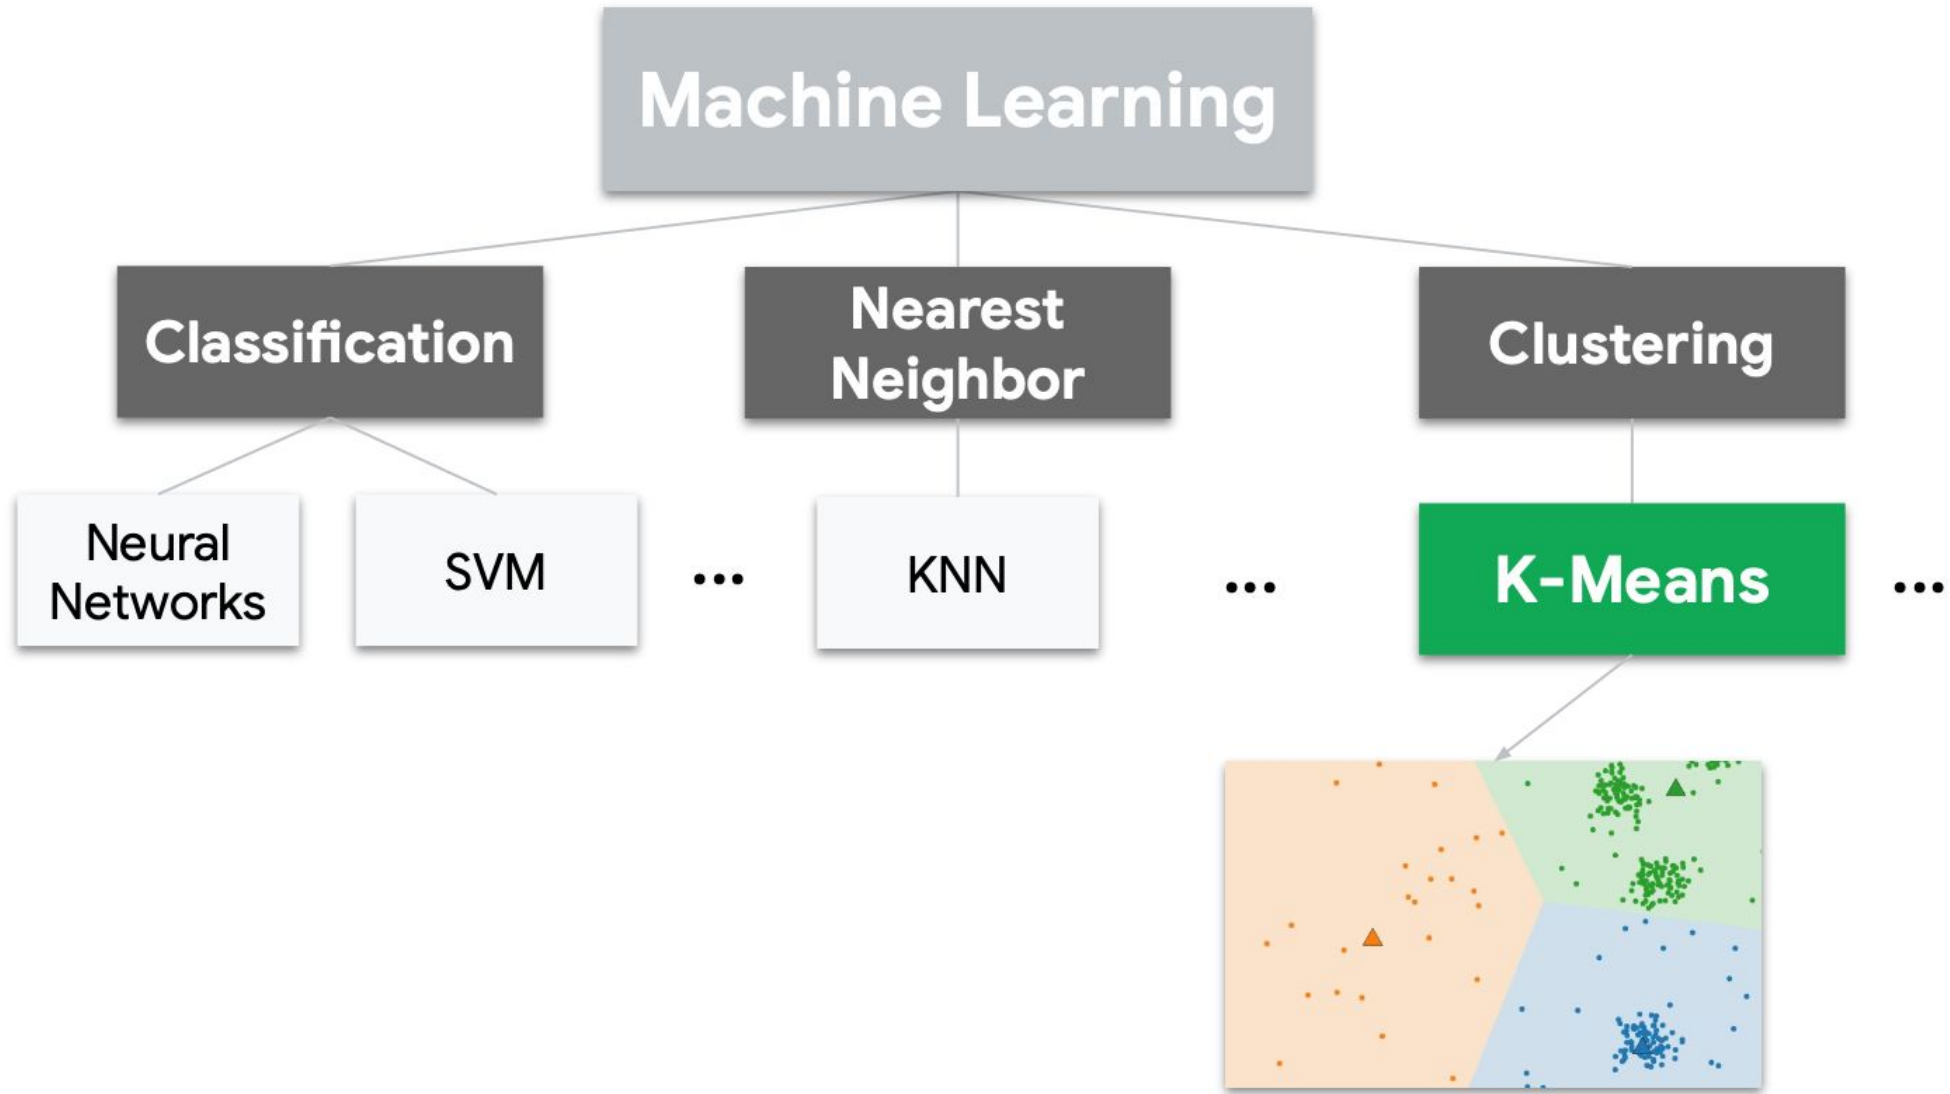 Machine Learning
Classification
Nearest
Neighbor
Clustering
Neural
Networks
SVM
...
KNN
...
K-Means
...